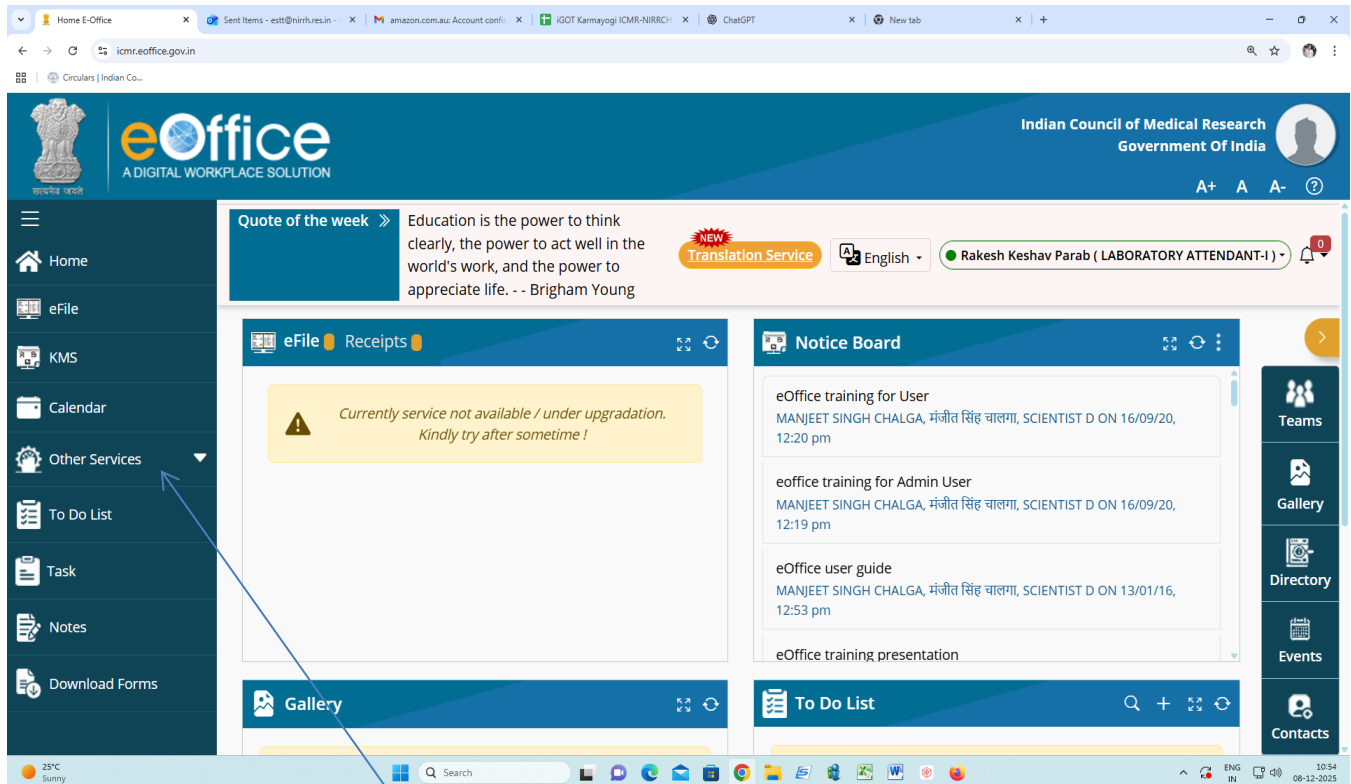 Home E-Office
Sent Items - estt@nirrh.res.in -
amazon.com.au: Account confir
iGOT Karmayogi ICMR-NIRRCH
ChatGPT
New tab
icmr.eoffice.gov.in
Circulars | Indian Co...
सत्यमेव जयते
eOffice
A DIGITAL WORKPLACE SOLUTION
Indian Council of Medical Research
Government Of India
A+ A A-
Home
eFile
KMS
Calendar
Other Services
To Do List
Task
Notes
Download Forms
Quote of the week
Education is the power to think
clearly, the power to act well in the
world's work, and the power to
appreciate life. - - Brigham Young
NEW
Translation Service
English
Rakesh Keshav Parab ( LABORATORY ATTENDANT-I )
0
eFile Receipts
Currently service not available / under upgradation.
Kindly try after sometime !
Notice Board
eOffice training for User
MANJEET SINGH CHALGA, मंजीत सिंह चालगा, SCIENTIST D ON 16/09/20,
12:20 pm
eoffice training for Admin User
MANJEET SINGH CHALGA, मंजीत सिंह चालगा, SCIENTIST D ON 16/09/20,
12:19 pm
eOffice user guide
MANJEET SINGH CHALGA, मंजीत सिंह चालगा, SCIENTIST D ON 13/01/16,
12:53 pm
eOffice training presentation
Gallery
To Do List
Teams
Gallery
Directory
Events
Contacts
25°C
Sunny
Search
ENG
IN
10:54
08-12-2025